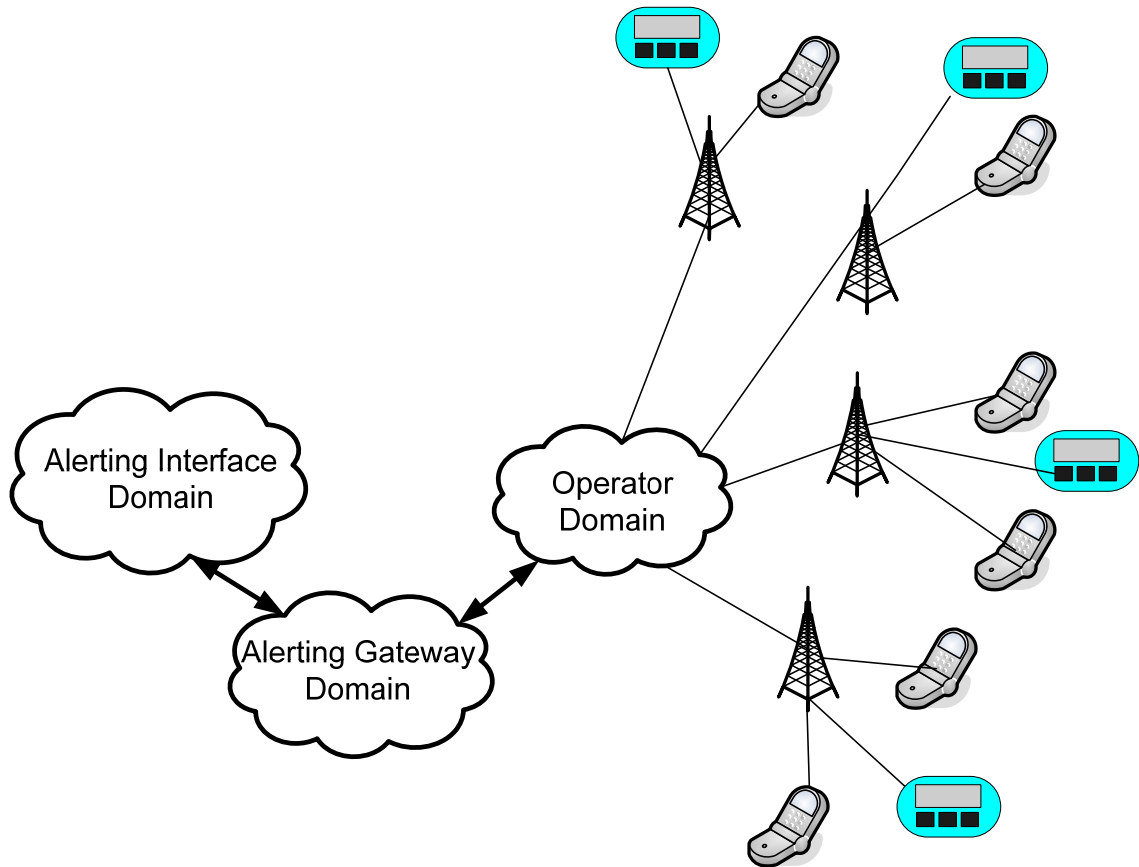 Alerting Interface
Domain
Operator
Domain
Alerting Gateway
Domain